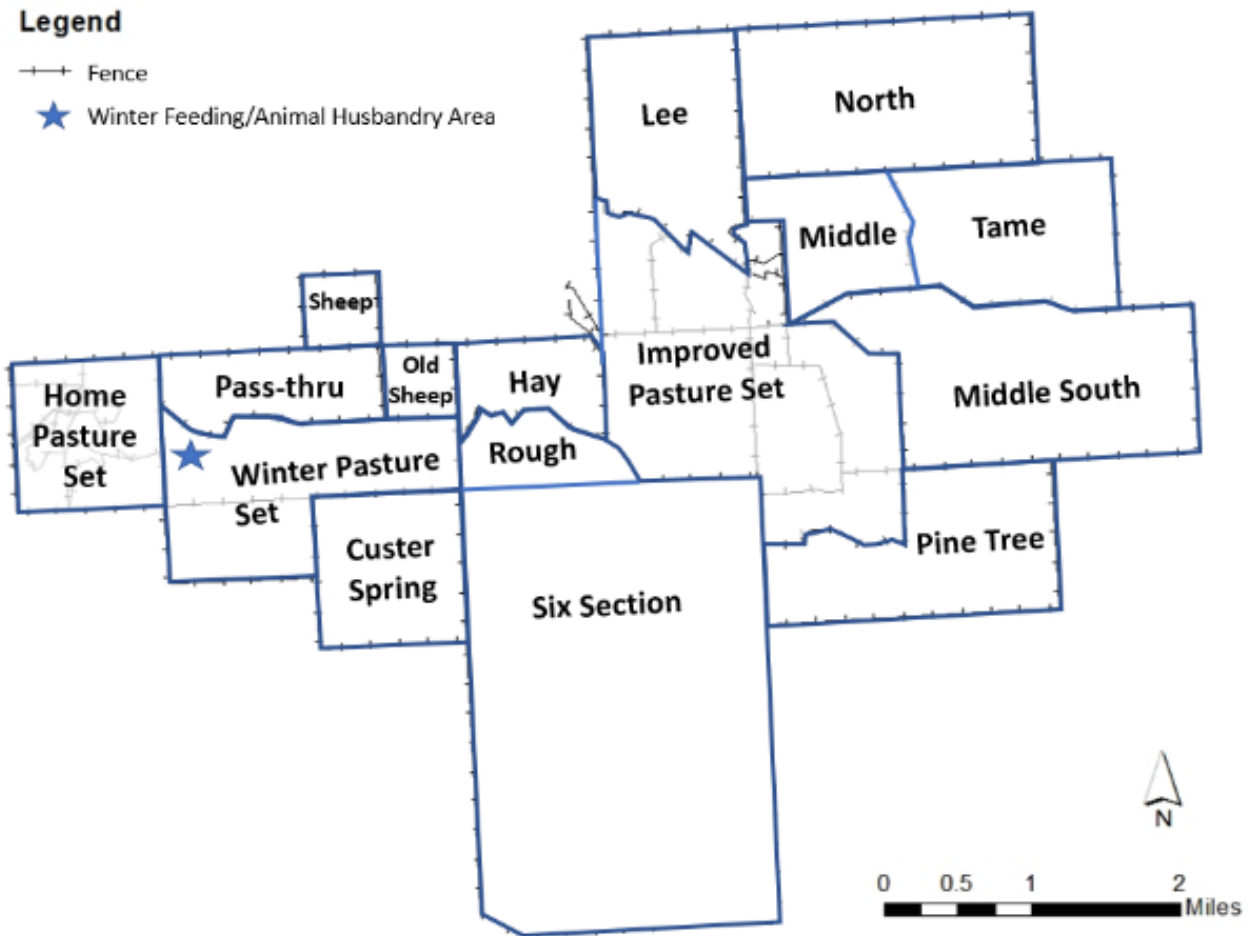 Legend
Fence
Winter Feeding/Animal Husbandry Area
Lee
North
Middle
Tame
Sheep
Home
Pasture
Set
Pass-thru
Old
Sheep
Hay
Improved
Pasture Set
Middle South
Rough
Winter Pasture
Set
Custer
Spring
Pine Tree
Six Section
N
0 0.5 1 2
Miles